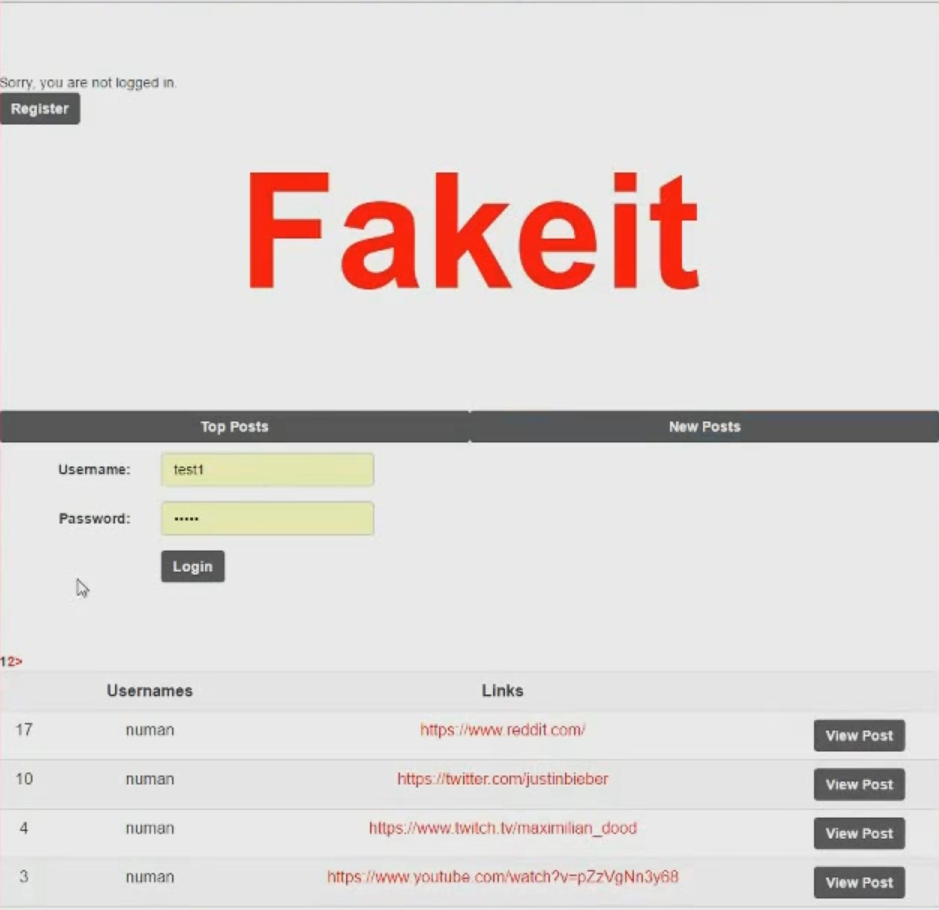 Sorry, you are not logged in.
Register
Fakeit
Top Posts New Posts
Username: test1
Password: •••••
Login
12>
Usernames Links
17 numan https://www.reddit.com/ View Post
10 numan https://twitter.com/justinbieber View Post
4 numan https://www.twitch.tv/maximilian_dood View Post
3 numan https://www.youtube.com/watch?v=pZzVgNn3y68 View Post